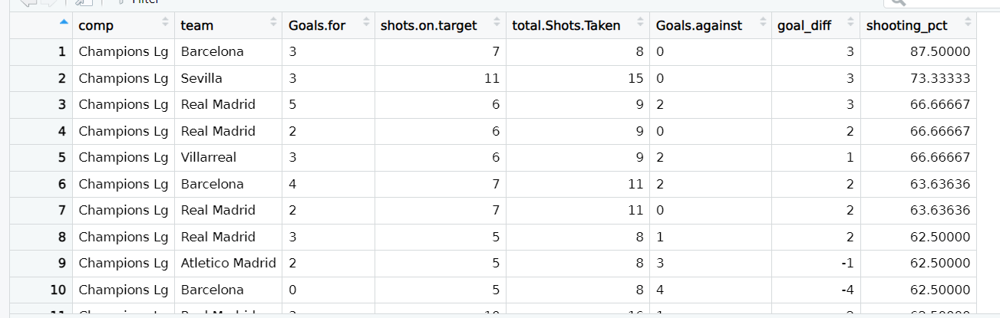 Filter
comp team Goals.for shots.on.target total.Shots.Taken Goals.against goal_diff shooting_pct
1 Champions Lg Barcelona 3 7 8 0 3 87.50000
2 Champions Lg Sevilla 3 11 15 0 3 73.33333
3 Champions Lg Real Madrid 5 6 9 2 3 66.66667
4 Champions Lg Real Madrid 2 6 9 0 2 66.66667
5 Champions Lg Villarreal 3 6 9 2 1 66.66667
6 Champions Lg Barcelona 4 7 11 2 2 63.63636
7 Champions Lg Real Madrid 2 7 11 0 2 63.63636
8 Champions Lg Real Madrid 3 5 8 1 2 62.50000
9 Champions Lg Atletico Madrid 2 5 8 3 -1 62.50000
10 Champions Lg Barcelona 0 5 8 4 -4 62.50000